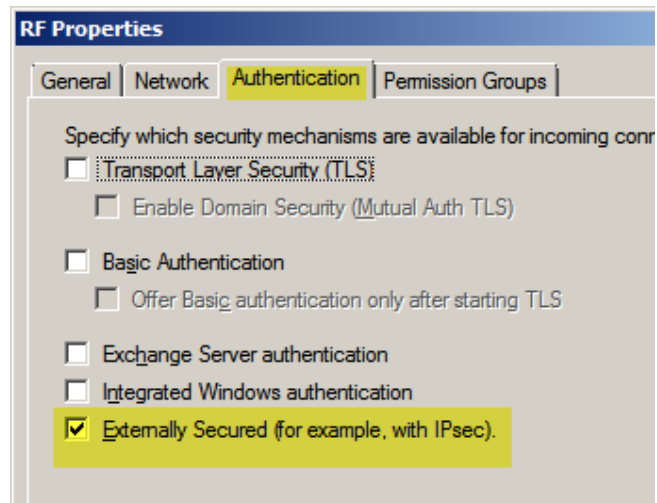 RF Properties
General Network Authentication Permission Groups
Specify which security mechanisms are available for incoming conn
Transport Layer Security (TLS)
Enable Domain Security (Mutual Auth TLS)
Basic Authentication
Offer Basic authentication only after starting TLS
Exchange Server authentication
Integrated Windows authentication
Externally Secured (for example, with IPsec).